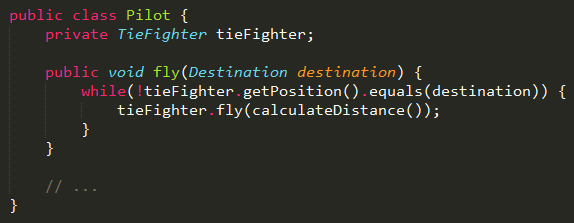 public class Pilot {
    private TieFighter tieFighter;
    public void fly(Destination destination) {
        while(!tieFighter.getPosition().equals(destination)) {
            tieFighter.fly(calculateDistance());
        }
    }
    // ...
}